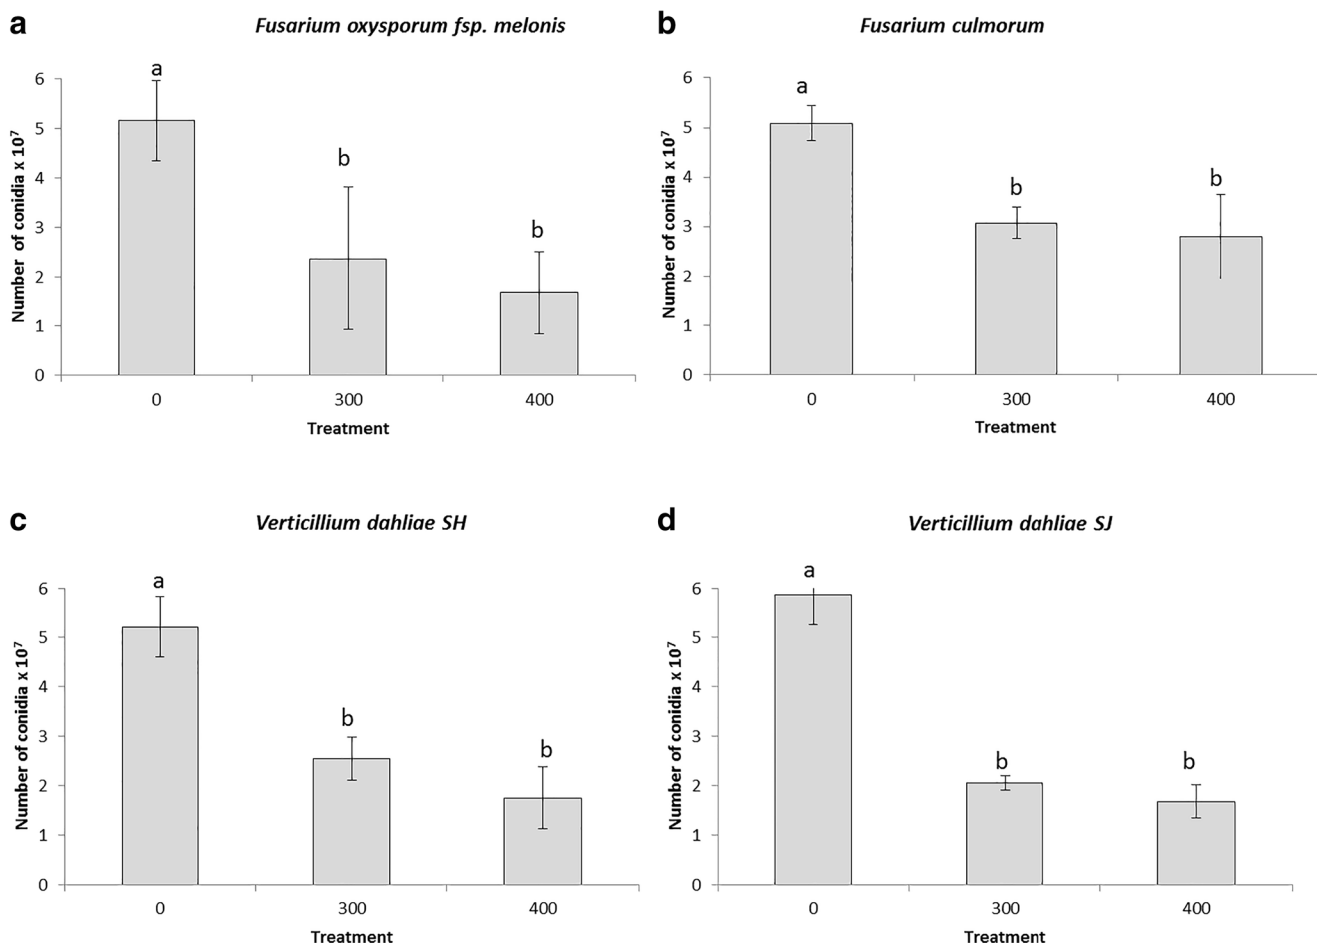 a
Fusarium oxysporum fsp. melonis
Number of conidia x 10⁷
6
5
4
3
2
1
0
a
b
b
0 300 400
Treatment
b
Fusarium culmorum
Number of conidia x 10⁷
6
5
4
3
2
1
0
a
b
b
0 300 400
Treatment
c
Verticillium dahliae SH
Number of conidia x 10⁷
6
5
4
3
2
1
0
a
b
b
0 300 400
Treatment
d
Verticillium dahliae SJ
Number of conidia x 10⁷
6
5
4
3
2
1
0
a
b
b
0 300 400
Treatment